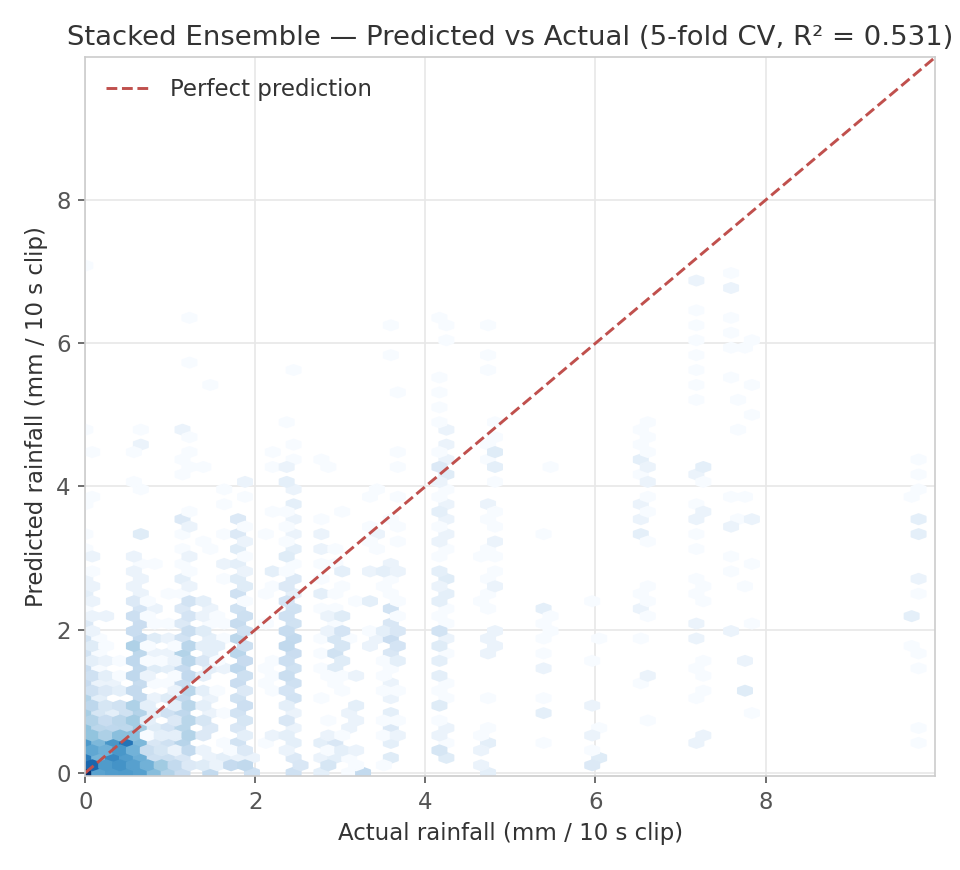 Stacked Ensemble — Predicted vs Actual (5-fold CV, R² = 0.531)
Perfect prediction
8
6
4
2
0
Predicted rainfall (mm / 10 s clip)
0 2 4 6 8
Actual rainfall (mm / 10 s clip)